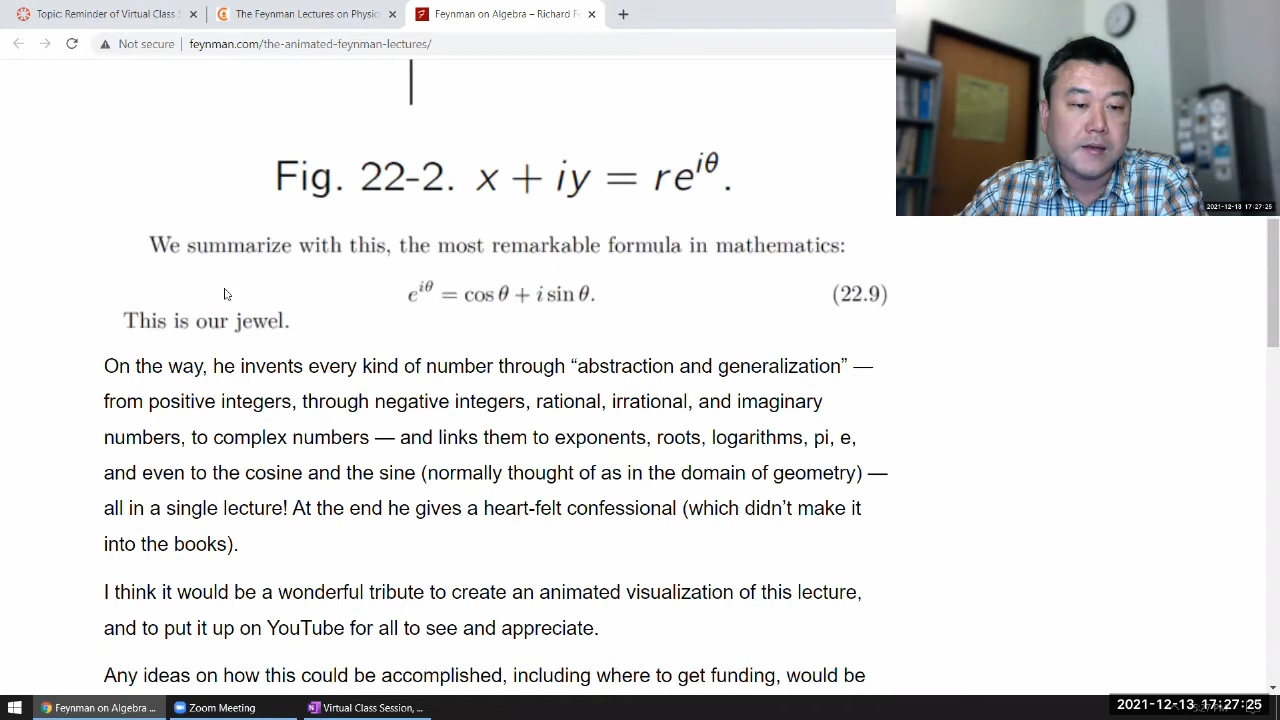 Topic: Reminder of Virtual Class
The Feynman Lectures on Physic
Feynman on Algebra – Richard F
Not secure
feynman.com/the-animated-feynman-lectures/
2021-12-13 17:27:25
Fig. 22-2. x + iy = re^{iθ}.
We summarize with this, the most remarkable formula in mathematics:
e^{iθ} = cos θ + i sin θ. (22.9)
This is our jewel.
On the way, he invents every kind of number through “abstraction and generalization” —
from positive integers, through negative integers, rational, irrational, and imaginary
numbers, to complex numbers — and links them to exponents, roots, logarithms, pi, e,
and even to the cosine and the sine (normally thought of as in the domain of geometry) —
all in a single lecture! At the end he gives a heart-felt confessional (which didn’t make it
into the books).
I think it would be a wonderful tribute to create an animated visualization of this lecture,
and to put it up on YouTube for all to see and appreciate.
Any ideas on how this could be accomplished, including where to get funding, would be
Feynman on Algebra ...
Zoom Meeting
Virtual Class Session, ...
2021-12-13 17:27:25